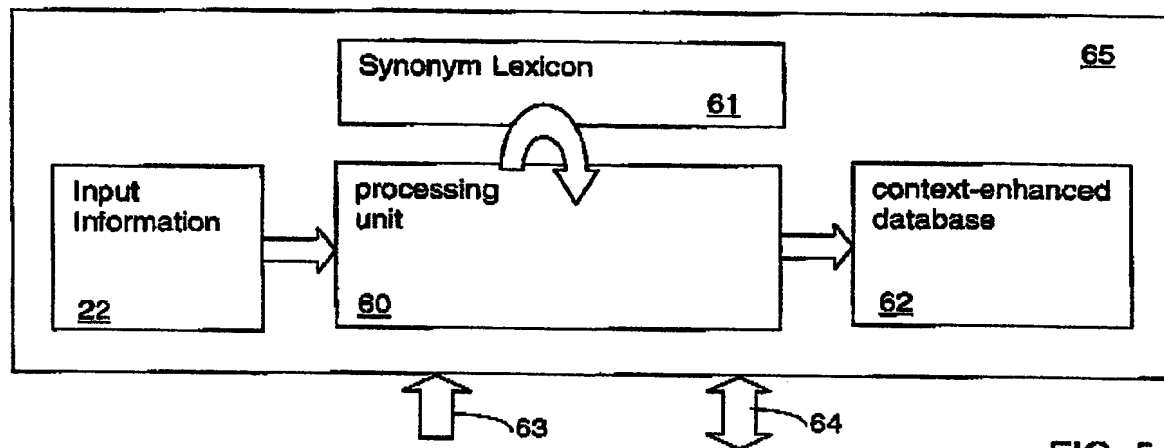 Synonym Lexicon
65
61
Input
Information
22
processing
unit
60
context-enhanced
database
62
63
64